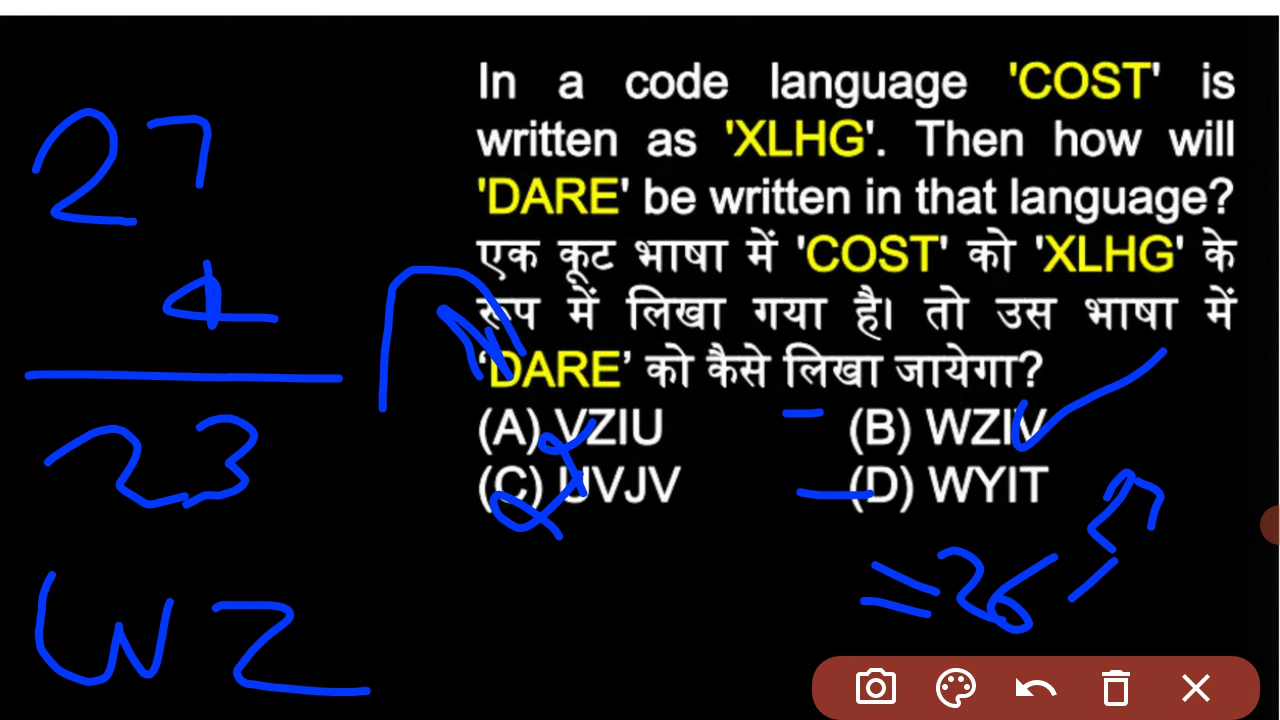 In a code language 'COST' is
written as 'XLHG'. Then how will
'DARE' be written in that language?
एक कूट भाषा में 'COST' को 'XLHG' के
रूप में लिखा गया है। तो उस भाषा में
‘DARE’ को कैसे लिखा जायेगा?
(A) VZIU (B) WZIV
(C) UVJV (D) WYIT
27
4
23
WZ
=26